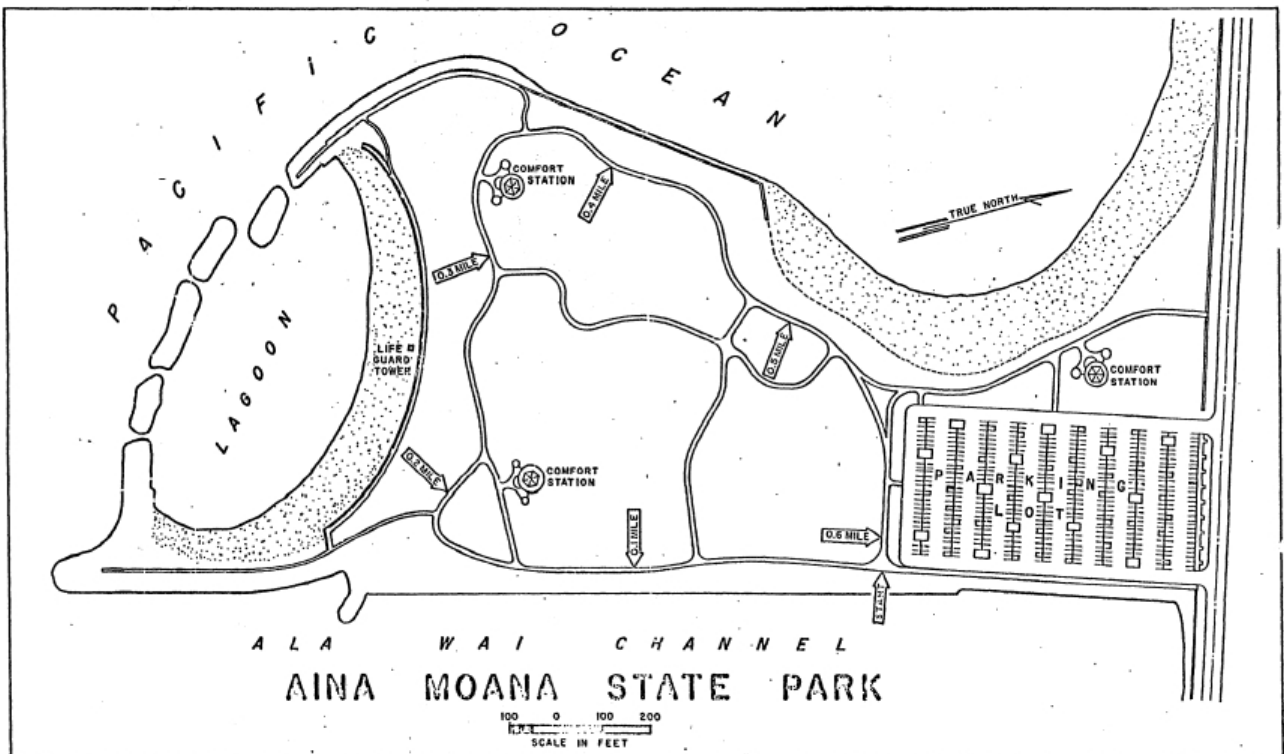 PACIFIC OCEAN
COMFORT
STATION
0.4 MILE
TRUE NORTH
0.3 MILE
LAGOON
LIFE
GUARD
TOWER
0.5 MILE
COMFORT
STATION
0.2 MILE
COMFORT
STATION
PARKING
LOT
0.1 MILE
0.6 MILE
START
ALA WAI CHANNEL
AINA MOANA STATE PARK
100 0 100 200
SCALE IN FEET